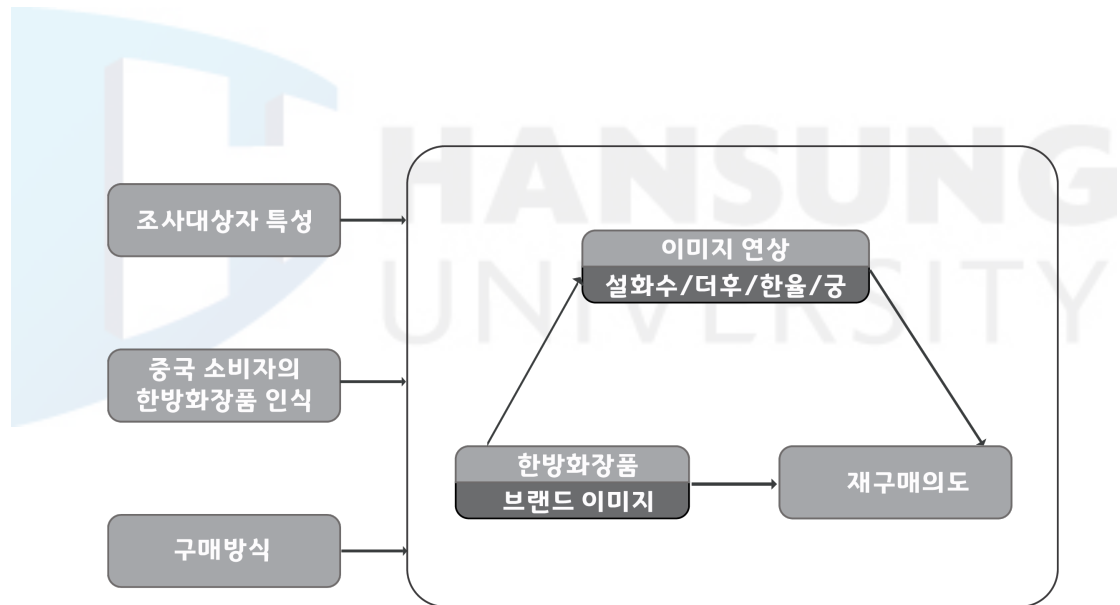 HANSUNG
UNIVERSITY
조사대상자 특성
이미지 연상
설화수/더후/한율/궁
중국 소비자의
한방화장품 인식
한방화장품
브랜드 이미지
재구매의도
구매방식